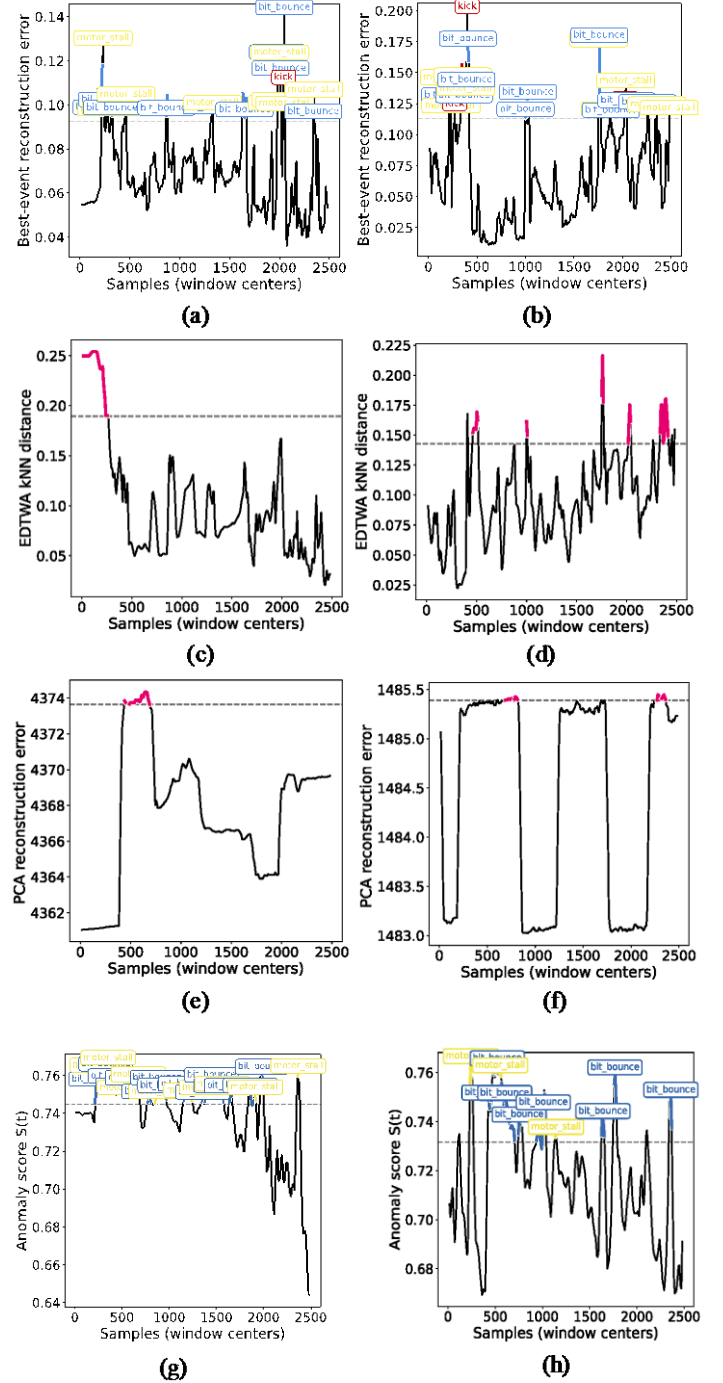 0.14
0.12
0.10
0.08
0.06
0.04
Best-event reconstruction error
bit_bounce
motor_stall
motor_stall
bit_bounce
kick
motor_stall
motor_stall
bit_bounce
bit_bounce
motor_stall
bit_bounce
bit_bounce
0 500 1000 1500 2000 2500
Samples (window centers)
(a)
0.200
0.175
0.150
0.125
0.100
0.075
0.050
0.025
Best-event reconstruction error
kick
bit_bounce
bit_bounce
bit_bounce
motor_stall
bit_bounce
kick
bit_bounce
motor_stall
0 500 1000 1500 2000 2500
Samples (window centers)
(b)
0.25
0.20
0.15
0.10
0.05
EDTWA kNN distance
0 500 1000 1500 2000 2500
Samples (window centers)
(c)
0.225
0.200
0.175
0.150
0.125
0.100
0.075
0.050
0.025
EDTWA kNN distance
0 500 1000 1500 2000 2500
Samples (window centers)
(d)
4374
4372
4370
4368
4366
4364
4362
PCA reconstruction error
0 500 1000 1500 2000 2500
Samples (window centers)
(e)
1485.5
1485.0
1484.5
1484.0
1483.5
1483.0
PCA reconstruction error
0 500 1000 1500 2000 2500
Samples (window centers)
(f)
0.76
0.74
0.72
0.70
0.68
0.66
0.64
Anomaly score S(t)
motor_stall
motor_stall
motor_stall
0 500 1000 1500 2000 2500
Samples (window centers)
(g)
0.76
0.74
0.72
0.70
0.68
Anomaly score S(t)
bit_bounce
motor_stall
bit_bounce
bit_bounce
bit_bounce
motor_stall
bit_bounce
bit_bounce
bit_bounce
0 500 1000 1500 2000 2500
Samples (window centers)
(h)